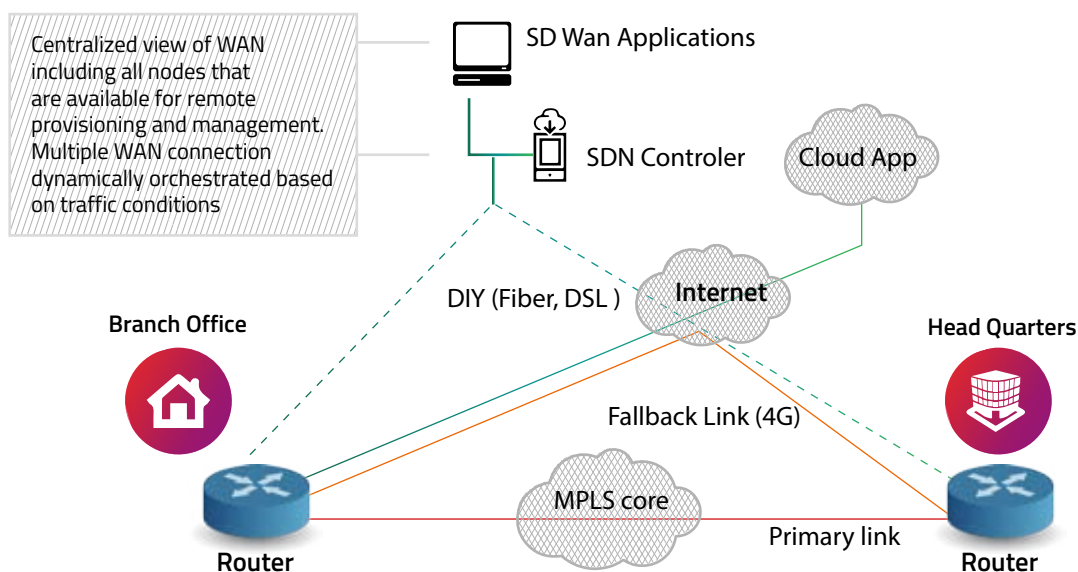 Centralized view of WAN
including all nodes that
are available for remote
provisioning and management.
Multiple WAN connection
dynamically orchestrated based
on traffic conditions
SD Wan Applications
SDN Controler
Cloud App
DIY (Fiber, DSL )
Internet
Branch Office
Head Quarters
Fallback Link (4G)
MPLS core
Primary link
Router
Router